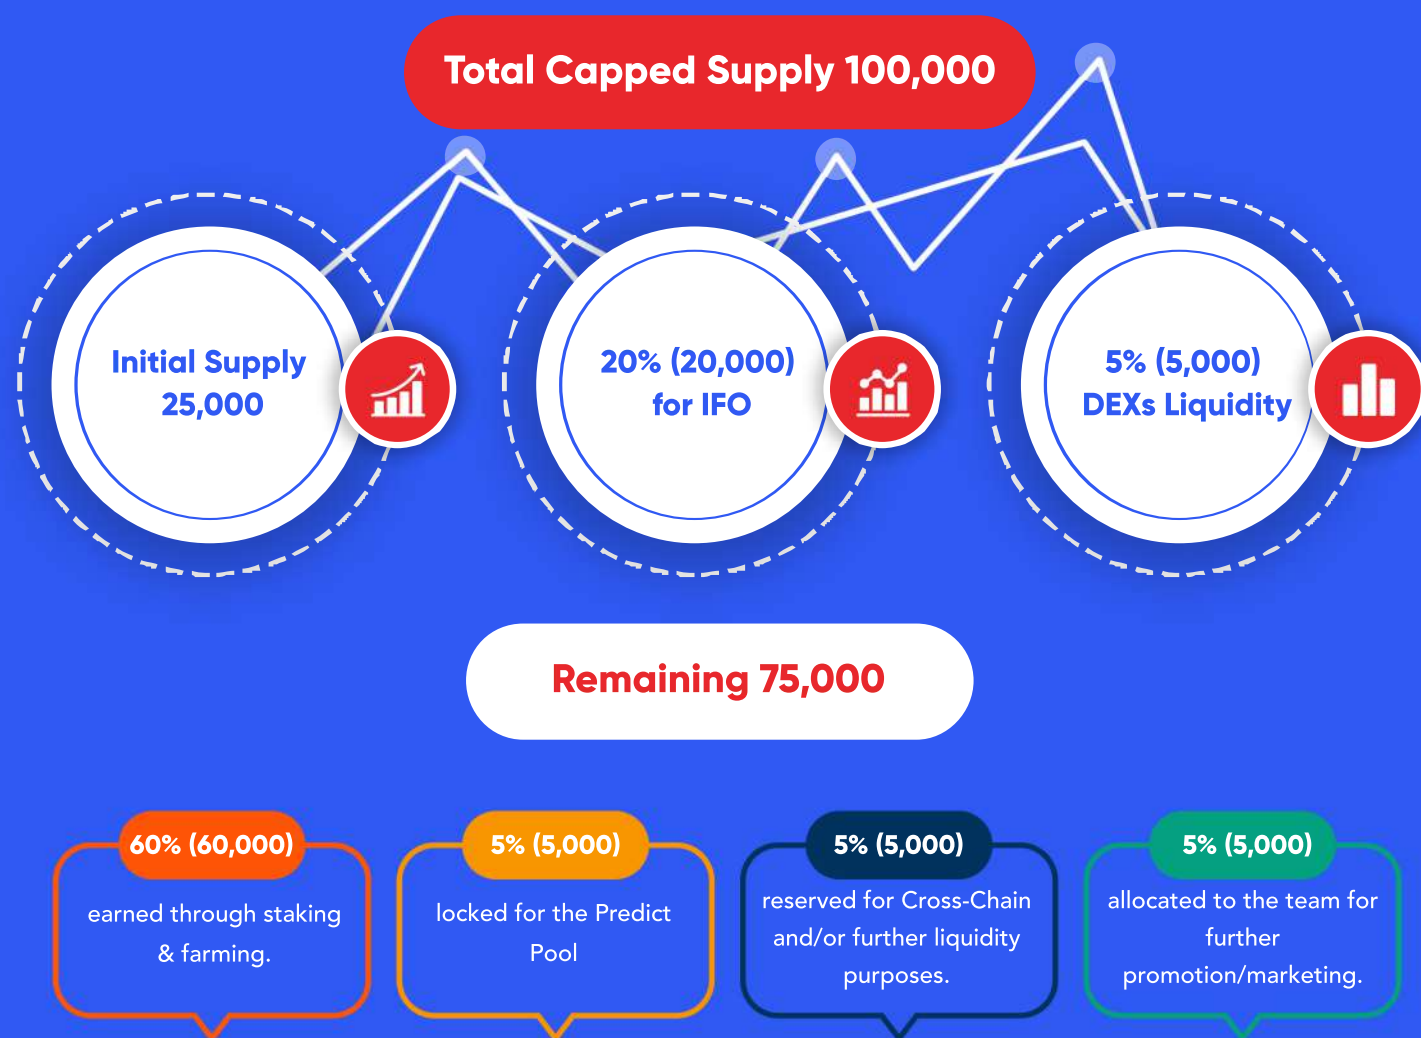 Total Capped Supply 100,000
Initial Supply
25,000
20% (20,000)
for IFO
5% (5,000)
DEXs Liquidity
Remaining 75,000
60% (60,000)
earned through staking
& farming.
5% (5,000)
locked for the Predict
Pool
5% (5,000)
reserved for Cross-Chain
and/or further liquidity
purposes.
5% (5,000)
allocated to the team for
further
promotion/marketing.